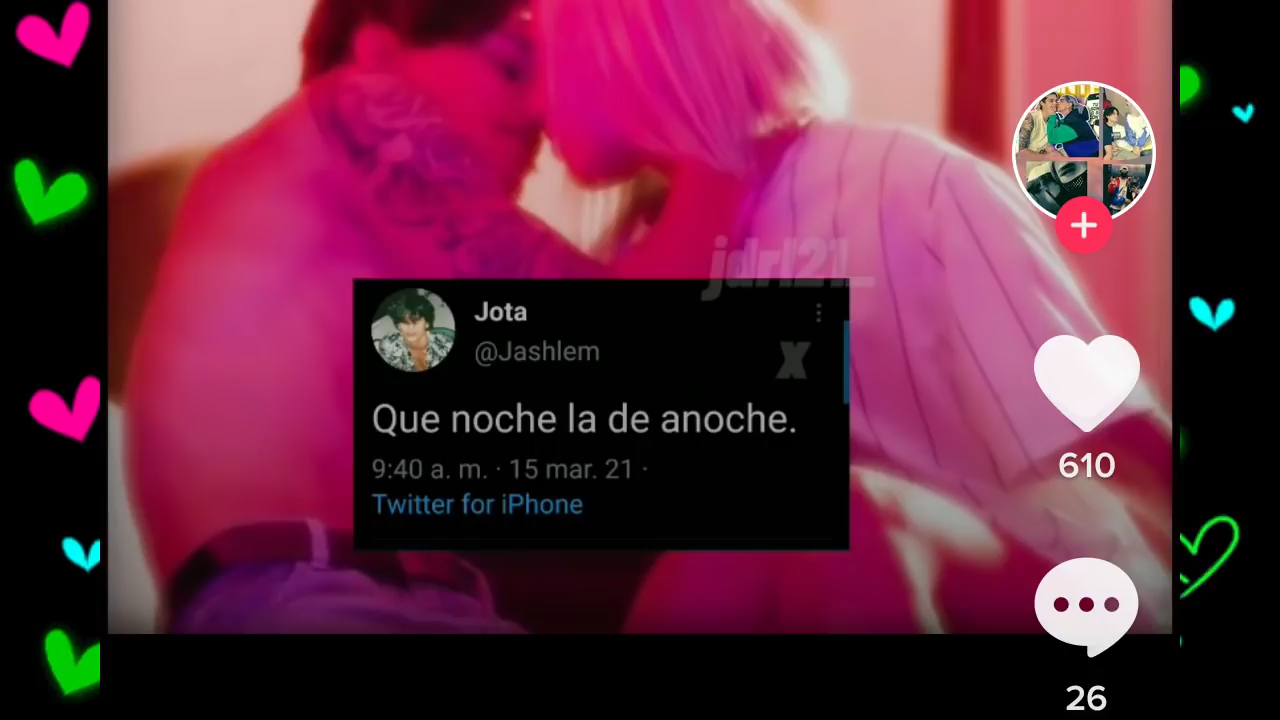 jdrl21_
Jota
@Jashlem
X
Que noche la de anoche.
9:40 a. m. · 15 mar. 21 ·
Twitter for iPhone
610
26